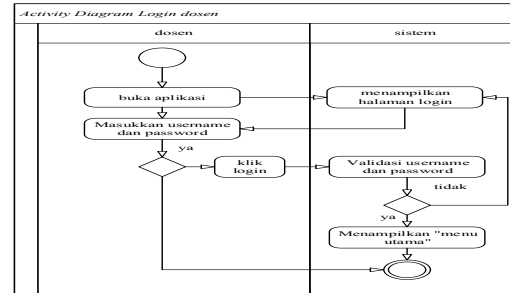 Activity Diagram Login dosen
dosen
sistem
buka aplikasi
menampilkan
halaman login
Masukkan username
dan password
ya
klik
login
Validasi username
dan password
tidak
ya
Menampilkan "menu
utama"